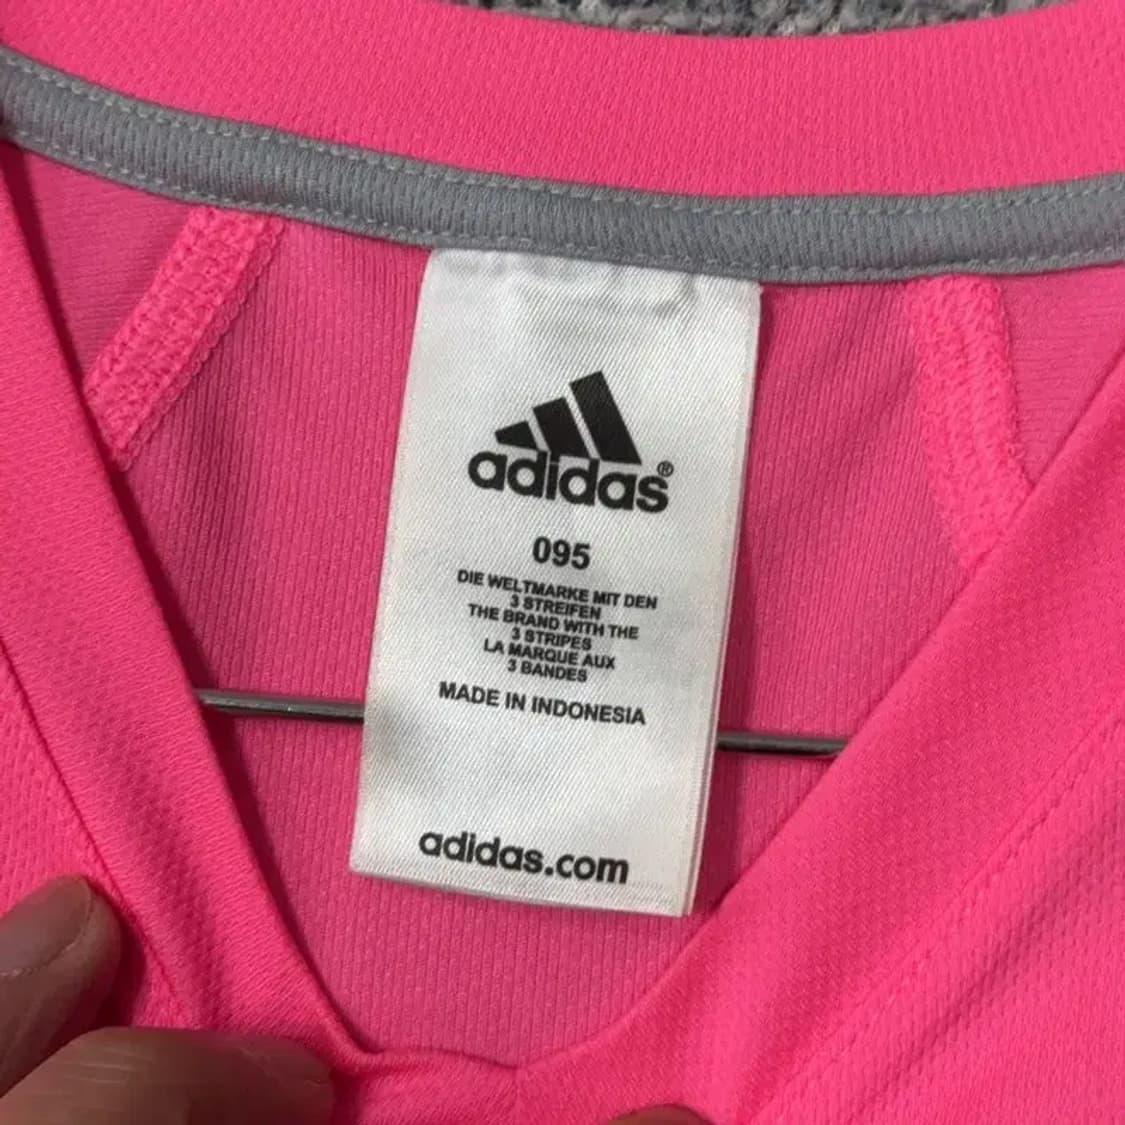 adidas®
095
DIE WELTMARKE MIT DEN
3 STREIFEN
THE BRAND WITH THE
3 STRIPES
LA MARQUE AUX
3 BANDES
MADE IN INDONESIA
adidas.com